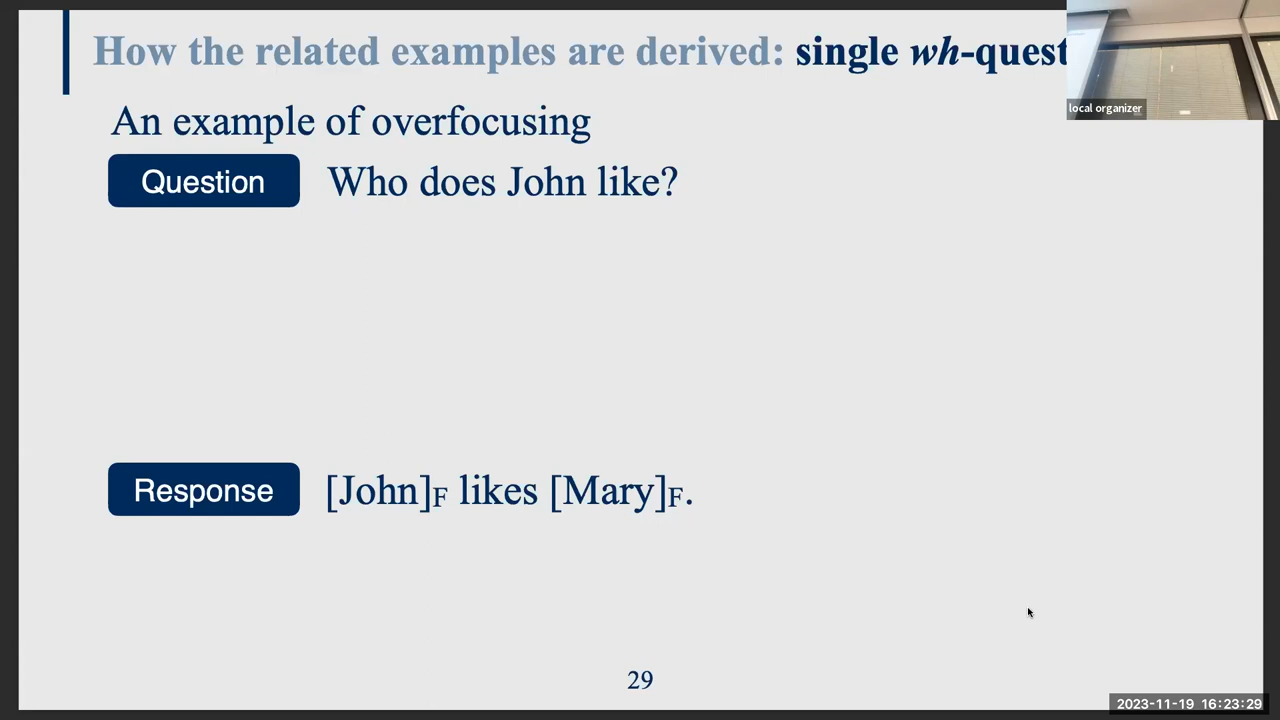 How the related examples are derived: single wh-quest
local organizer
An example of overfocusing
Question Who does John like?
Response [John]F likes [Mary]F.
29
2023-11-19 16:23:29